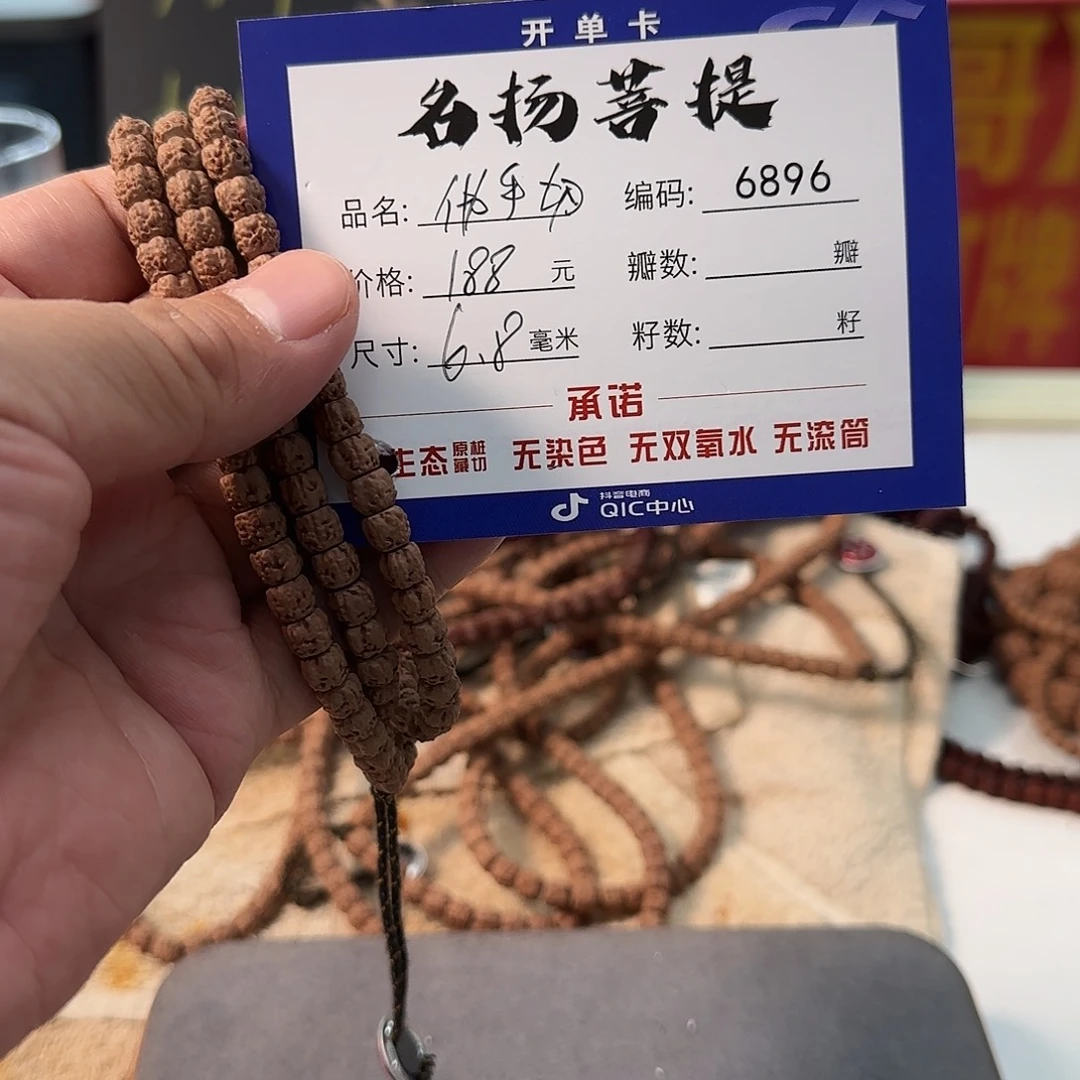 开单卡
名扬菩提
品名: 佛手切 编码: 6896
价格: 188 元 瓣数: 瓣
尺寸: 6.8 毫米 籽数: 籽
承诺
生态 原桩藏切 无染色 无双氧水 无滚筒
抖音电商
QIC中心
哥
牌